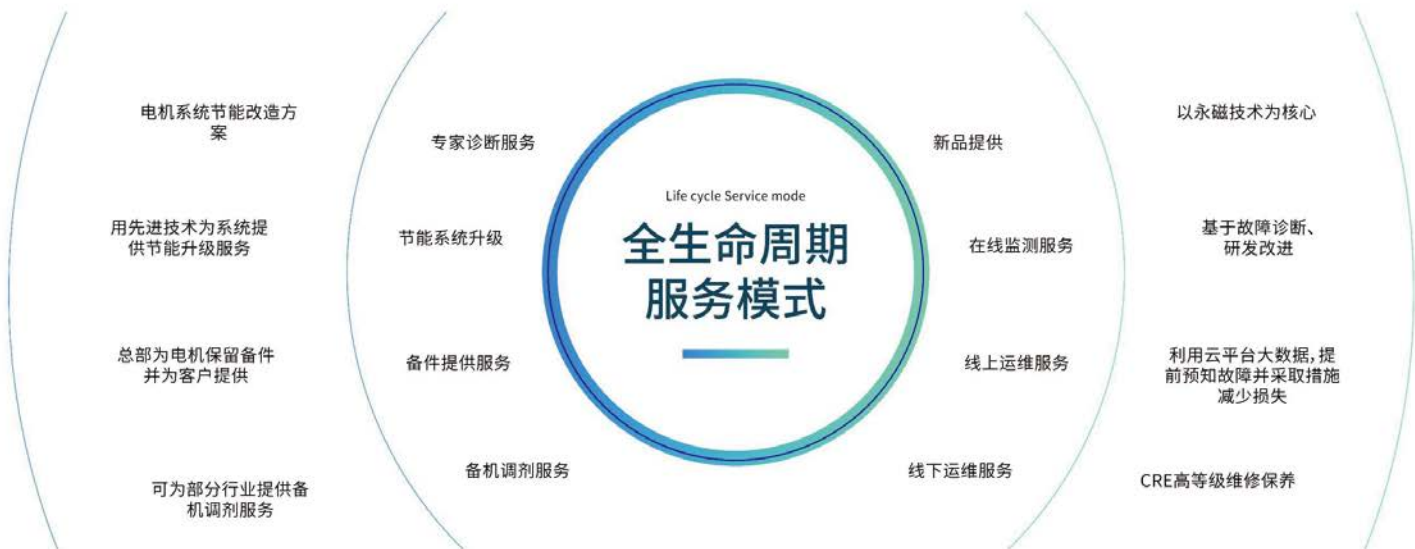 电机系统节能改造方
案
用先进技术为系统提
供节能升级服务
总部为电机保留备件
并为客户提供
可为部分行业提供备
机调剂服务
专家诊断服务
节能系统升级
备件提供服务
备机调剂服务
Life cycle Service mode
全生命周期
服务模式
新品提供
在线监测服务
线上运维服务
线下运维服务
以永磁技术为核心
基于故障诊断、
研发改进
利用云平台大数据,提
前预知故障并采取措施
减少损失
CRE高等级维修保养